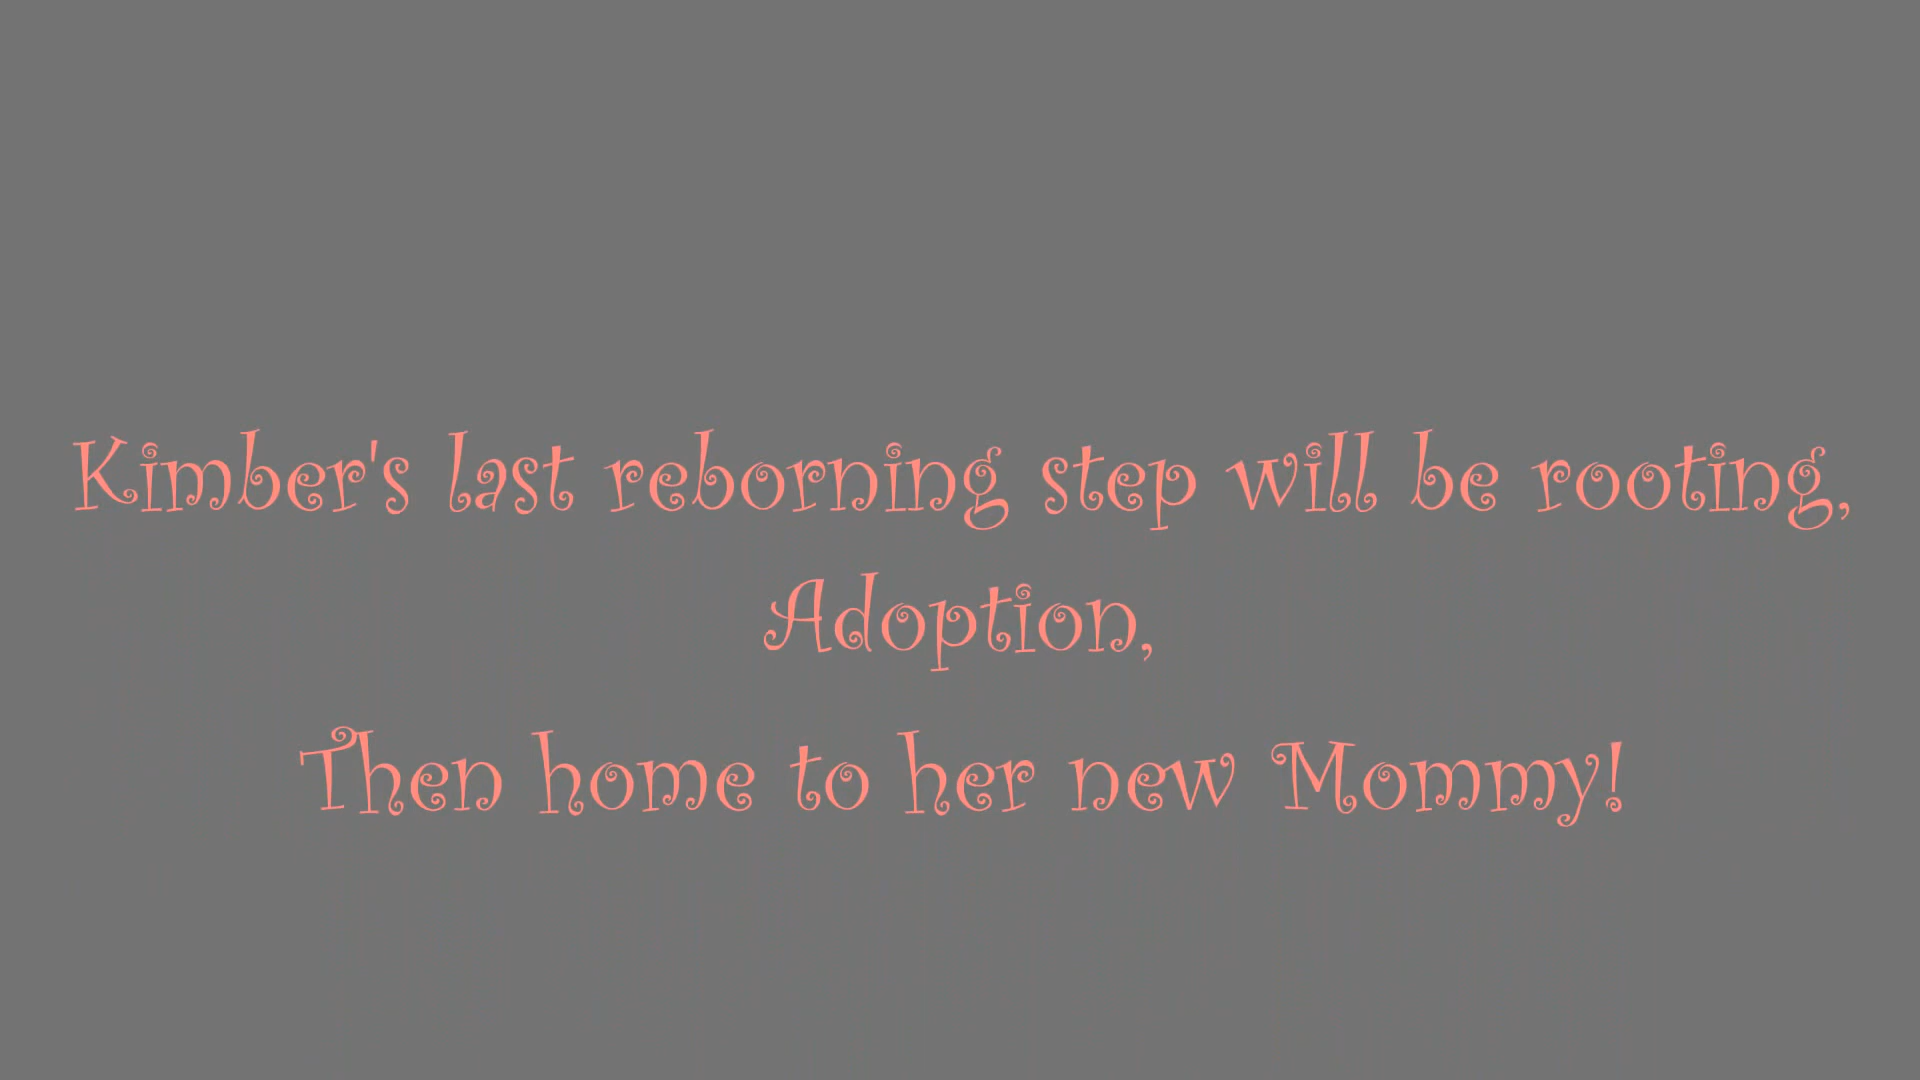 Kimber's last reborning step will be rooting,
Adoption,
Then home to her new Mommy!